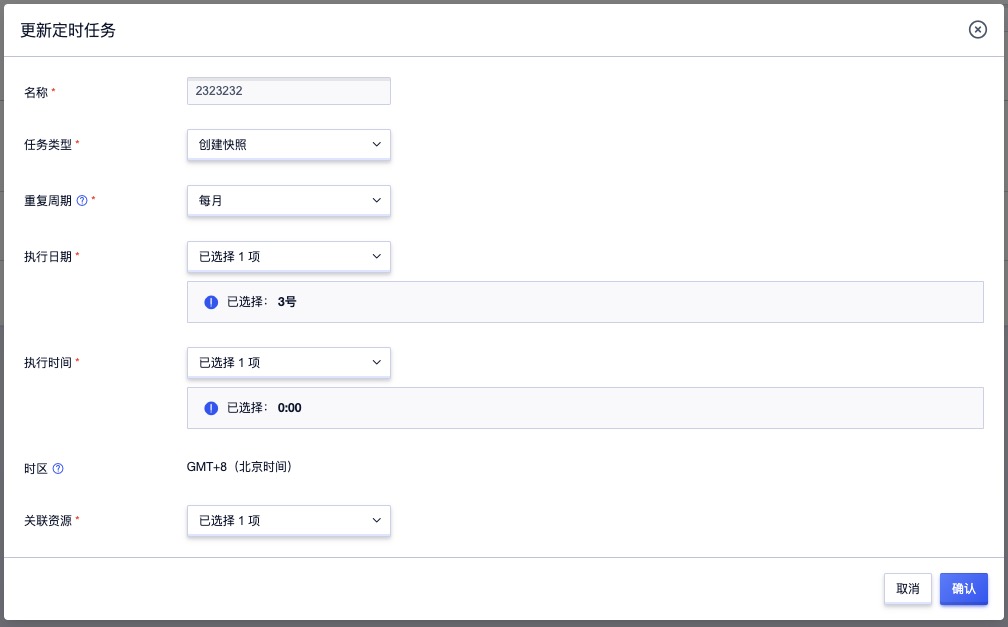 更新定时任务
名称 *
2323232
任务类型 *
创建快照
重复周期 ? *
每月
执行日期 *
已选择 1 项
! 已选择： 3号
执行时间 *
已选择 1 项
! 已选择： 0:00
时区 ?
GMT+8（北京时间）
关联资源 *
已选择 1 项
取消
确认